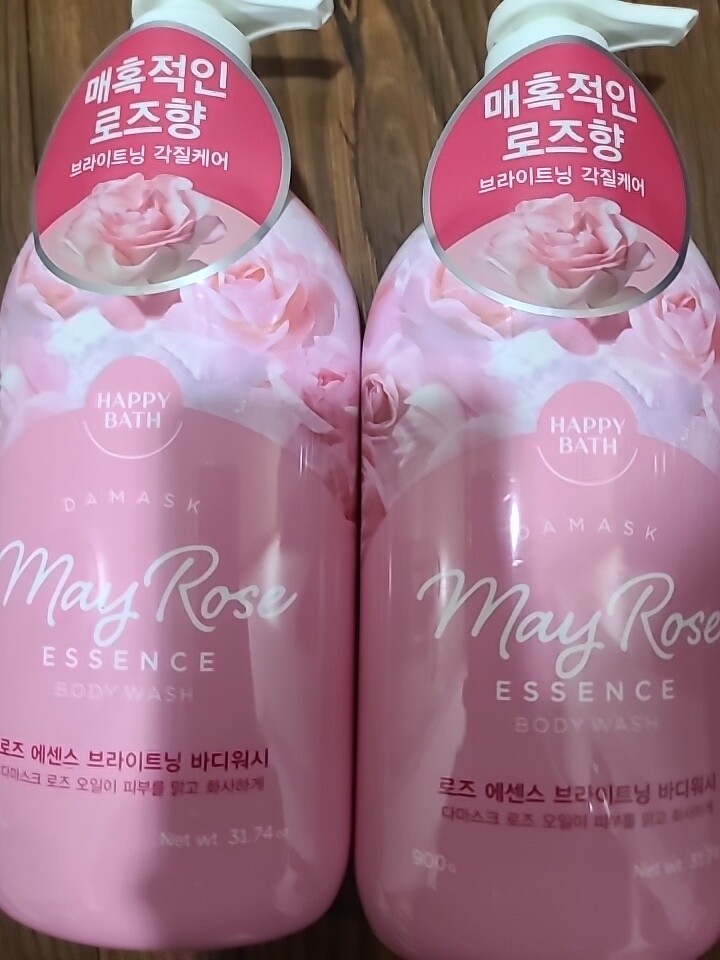 매혹적인
로즈향
브라이트닝 각질케어
HAPPY
BATH
DAMASK
May Rose
ESSENCE
BODY WASH
로즈 에센스 브라이트닝 바디워시
다마스크 로즈 오일이 피부를 맑고 화사하게
Net wt 31.74 oz
매혹적인
로즈향
브라이트닝 각질케어
HAPPY
BATH
DAMASK
May Rose
ESSENCE
BODY WASH
로즈 에센스 브라이트닝 바디워시
다마스크 로즈 오일이 피부를 맑고 화사하게
900g
Net wt